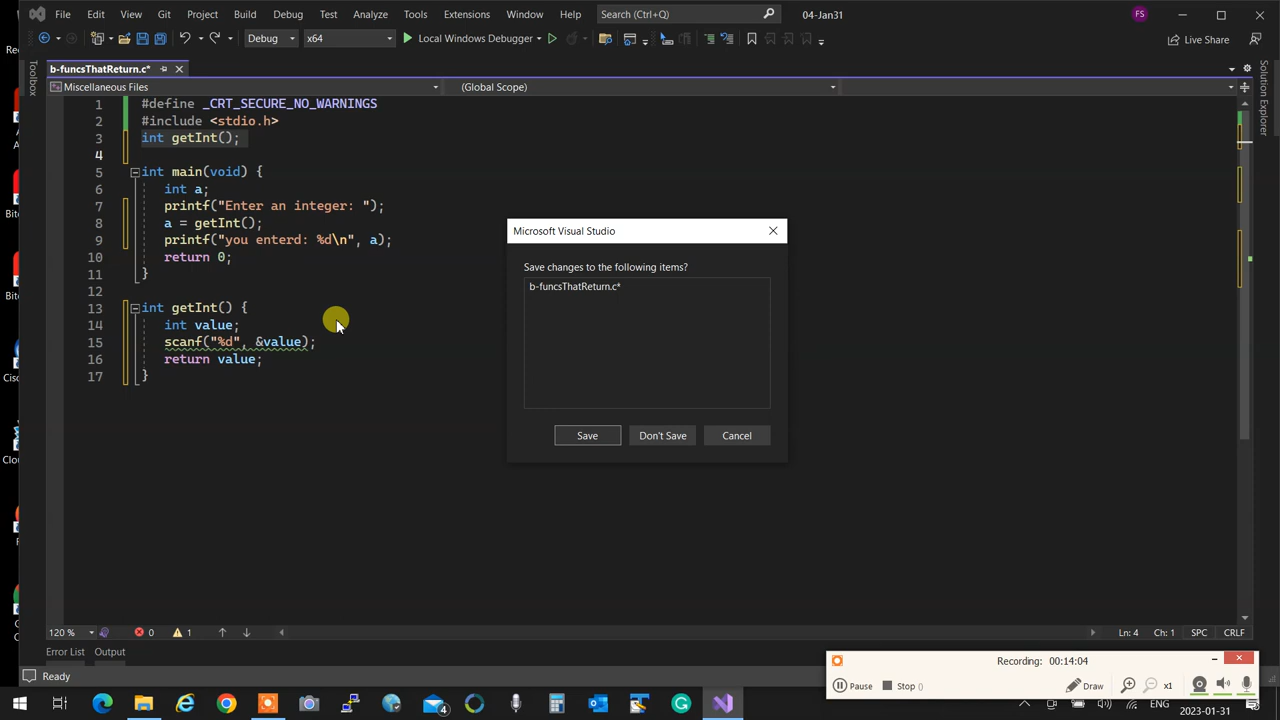 File Edit View Git Project Build Debug Test Analyze Tools Extensions Window Help Search (Ctrl+Q) 04-Jan31 FS
Debug x64 Local Windows Debugger Live Share
Toolbox
b-funcsThatReturn.c*
Solution Explorer
Miscellaneous Files (Global Scope)
1 #define _CRT_SECURE_NO_WARNINGS
2 #include <stdio.h>
3 int getInt();
4
5 int main(void) {
6 int a;
7 printf("Enter an integer: ");
8 a = getInt();
9 printf("you enterd: %d\n", a);
10 return 0;
11 }
12
13 int getInt() {
14 int value;
15 scanf("%d", &value);
16 return value;
17 }
Microsoft Visual Studio
Save changes to the following items?
b-funcsThatReturn.c*
Save Don't Save Cancel
120 % 0 1 Ln: 4 Ch: 1 SPC CRLF
Error List Output
Ready
Recording: 00:14:04
Pause Stop () x1 Draw
4 ENG 2023-01-31